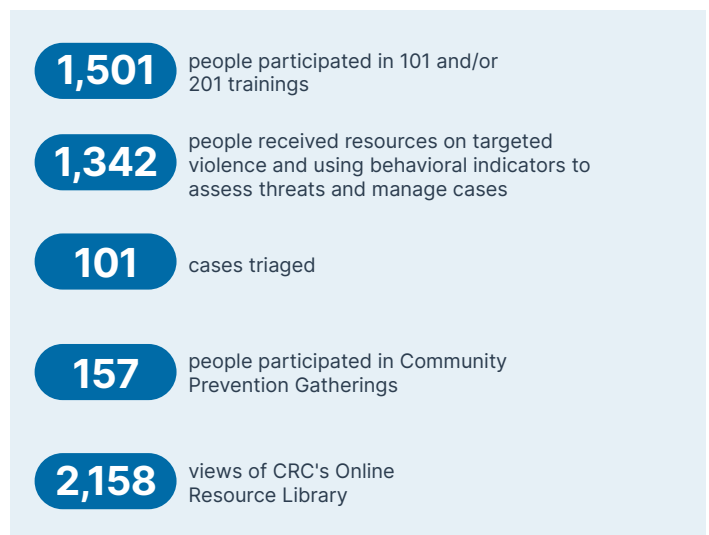 1,501
people participated in 101 and/or
201 trainings
1,342
people received resources on targeted
violence and using behavioral indicators to
assess threats and manage cases
101
cases triaged
157
people participated in Community
Prevention Gatherings
2,158
views of CRC's Online
Resource Library